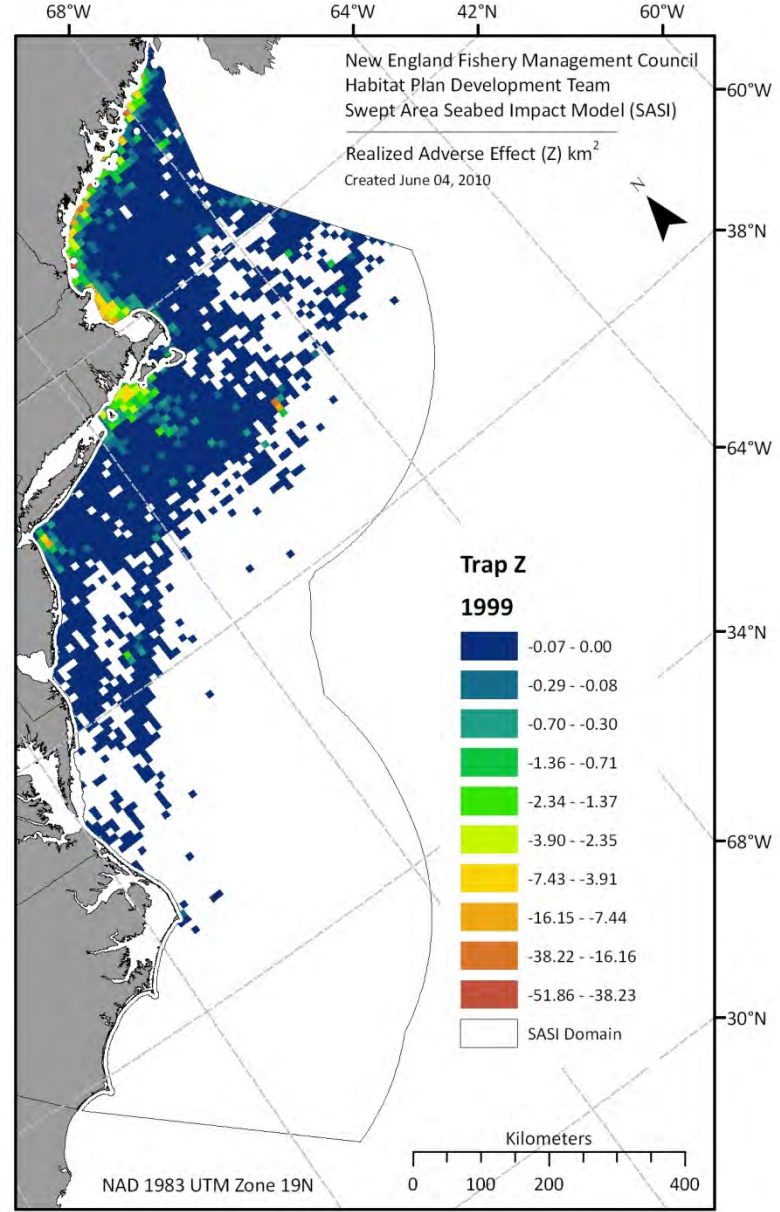 68°W 64°W 42°N 60°W
New England Fishery Management Council
Habitat Plan Development Team
Swept Area Seabed Impact Model (SASI)
Realized Adverse Effect (Z) km²
Created June 04, 2010
N
60°W
38°N
64°W
34°N
68°W
30°N
Trap Z
1999
-0.07 - 0.00
-0.29 - -0.08
-0.70 - -0.30
-1.36 - -0.71
-2.34 - -1.37
-3.90 - -2.35
-7.43 - -3.91
-16.15 - -7.44
-38.22 - -16.16
-51.86 - -38.23
SASI Domain
Kilometers
0 100 200 400
NAD 1983 UTM Zone 19N